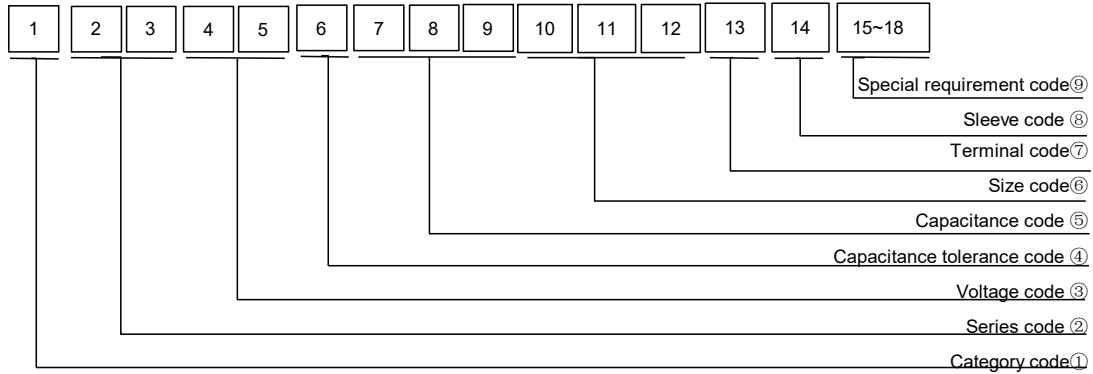 1 2 3 4 5 6 7 8 9 10 11 12 13 14 15~18
Special requirement code⑨
Sleeve code ⑧
Terminal code⑦
Size code⑥
Capacitance code ⑤
Capacitance tolerance code ④
Voltage code ③
Series code ②
Category code①